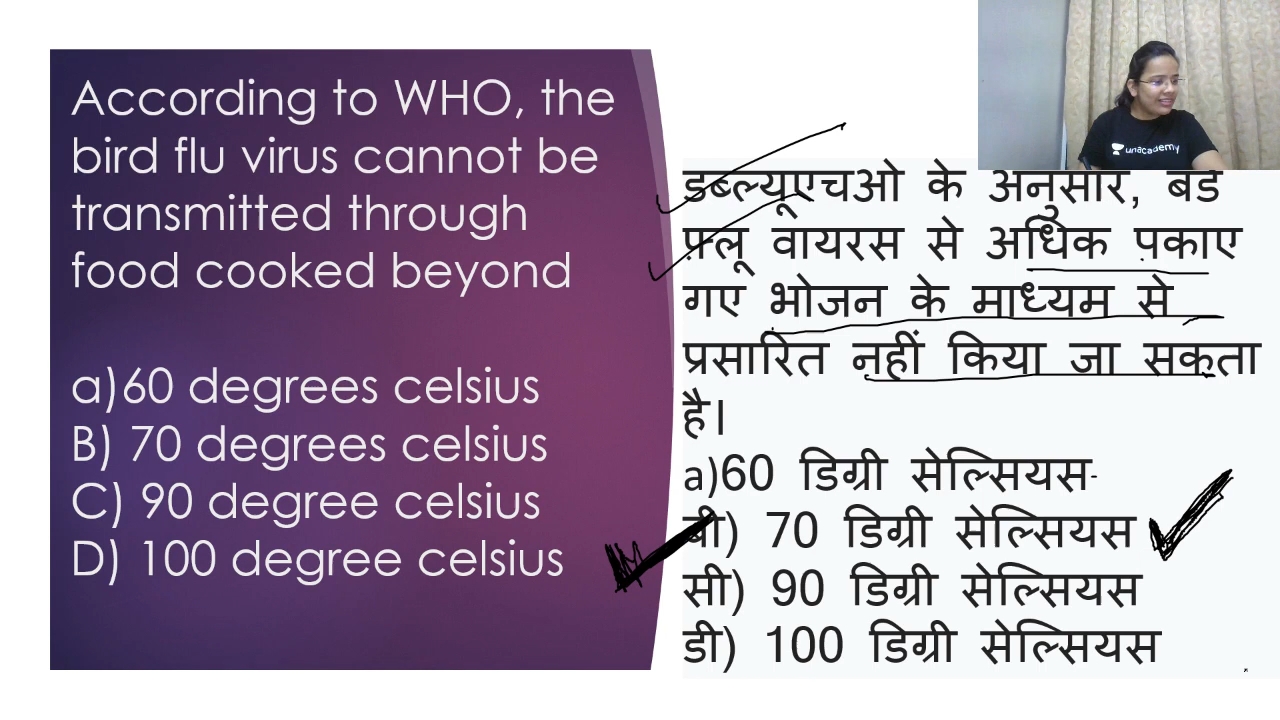 According to WHO, the
bird flu virus cannot be
transmitted through
food cooked beyond
a)60 degrees celsius
B) 70 degrees celsius
C) 90 degree celsius
D) 100 degree celsius
unacademy
डब्ल्यूएचओ के अनुसार, बर्ड
फ़्लू वायरस से अधिक पकाए
गए भोजन के माध्यम से
प्रसारित नहीं किया जा सकता
है।
a)60 डिग्री सेल्सियस-
बी) 70 डिग्री सेल्सियस
सी) 90 डिग्री सेल्सियस
डी) 100 डिग्री सेल्सियस